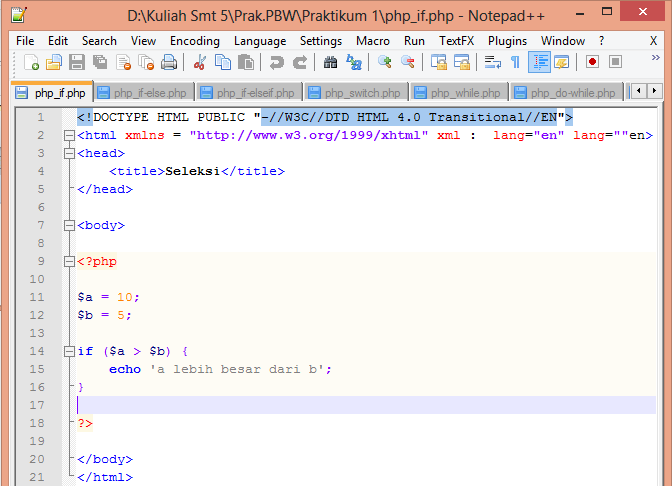 D:\Kuliah Smt 5\Prak.PBW\Praktikum 1\php_if.php - Notepad++
File Edit Search View Encoding Language Settings Macro Run TextFX Plugins Window ? X
php_if.php php_if-else.php php_if-elseif.php php_switch.php php_while.php php_do-while.php
1 <!DOCTYPE HTML PUBLIC "-//W3C//DTD HTML 4.0 Transitional//EN">
2 <html xmlns = "http://www.w3.org/1999/xhtml" xml : lang="en" lang=""en>
3 <head>
4 <title>Seleksi</title>
5 </head>
6
7 <body>
8
9 <?php
10
11 $a = 10;
12 $b = 5;
13
14 if ($a > $b) {
15 echo 'a lebih besar dari b';
16 }
17
18 ?>
19
20 </body>
21 </html>